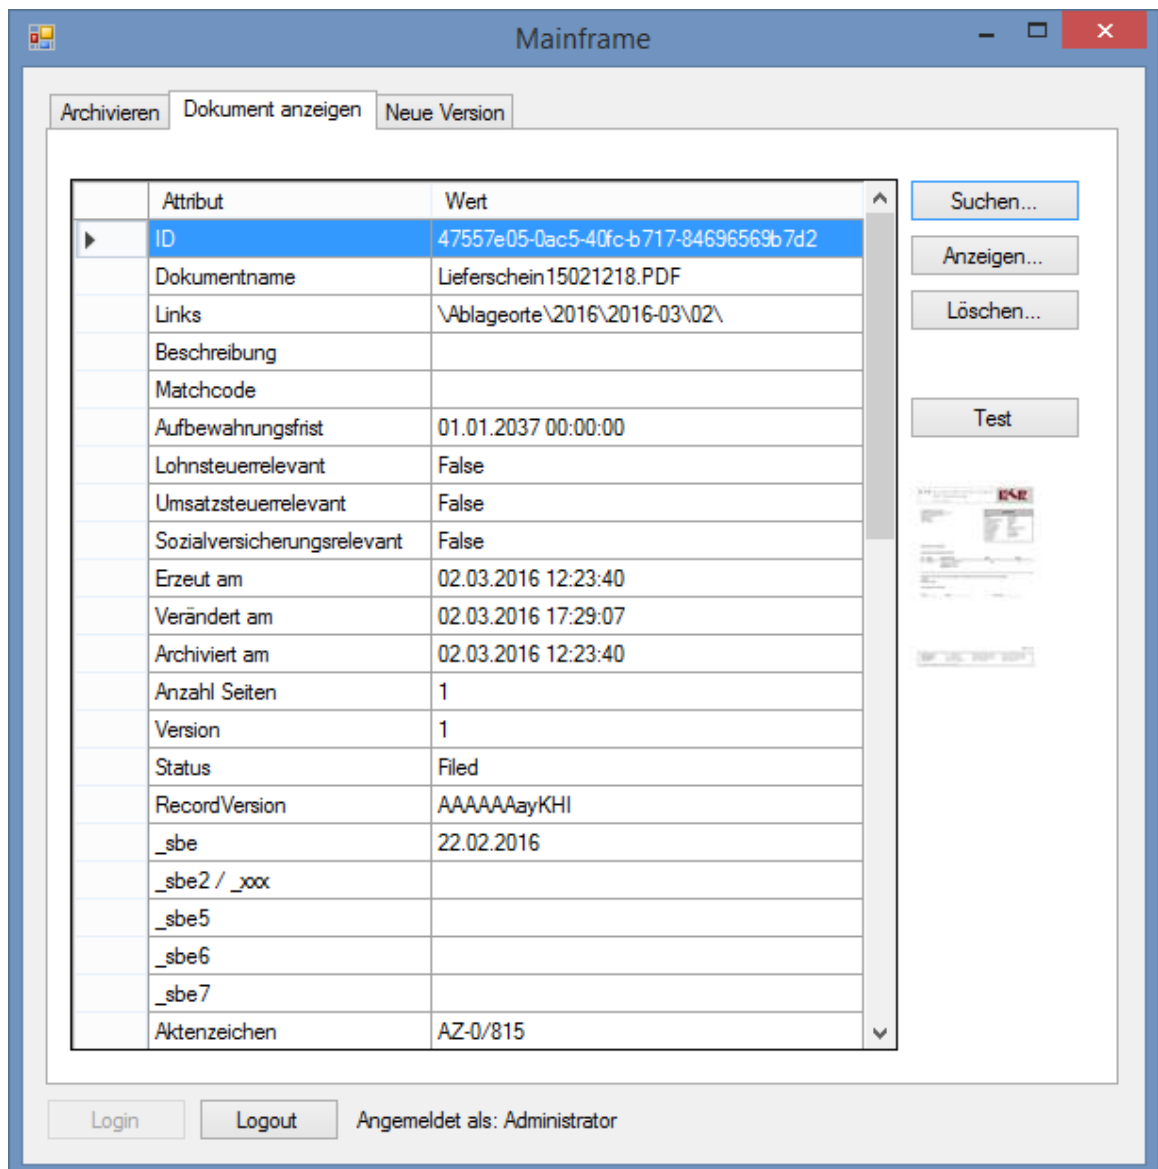 Mainframe
Archivieren Dokument anzeigen Neue Version
Attribut Wert
ID 47557e05-0ac5-40fc-b717-84696569b7d2
Dokumentname Lieferschein15021218.PDF
Links \Ablageorte\2016\2016-03\02\
Beschreibung
Matchcode
Aufbewahrungsfrist 01.01.2037 00:00:00
Lohnsteuerrelevant False
Umsatzsteuerrelevant False
Sozialversicherungsrelevant False
Erzeut am 02.03.2016 12:23:40
Verändert am 02.03.2016 17:29:07
Archiviert am 02.03.2016 12:23:40
Anzahl Seiten 1
Version 1
Status Filed
RecordVersion AAAAAAayKHI
_sbe 22.02.2016
_sbe2 / _xxx
_sbe5
_sbe6
_sbe7
Aktenzeichen AZ-0/815
Suchen...
Anzeigen...
Löschen...
Test
Login Logout Angemeldet als: Administrator